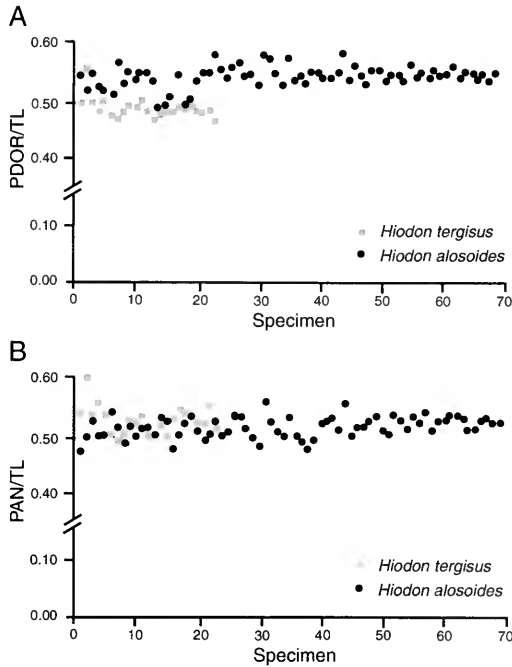 A
0.60
0.50
0.40
0.10
0.00
PDOR/TL
Hiodon tergisus
Hiodon alosoides
0 10 20 30 40 50 60 70
Specimen
B
0.60
0.50
0.40
0.10
0.00
PAN/TL
Hiodon tergisus
Hiodon alosoides
0 10 20 30 40 50 60 70
Specimen